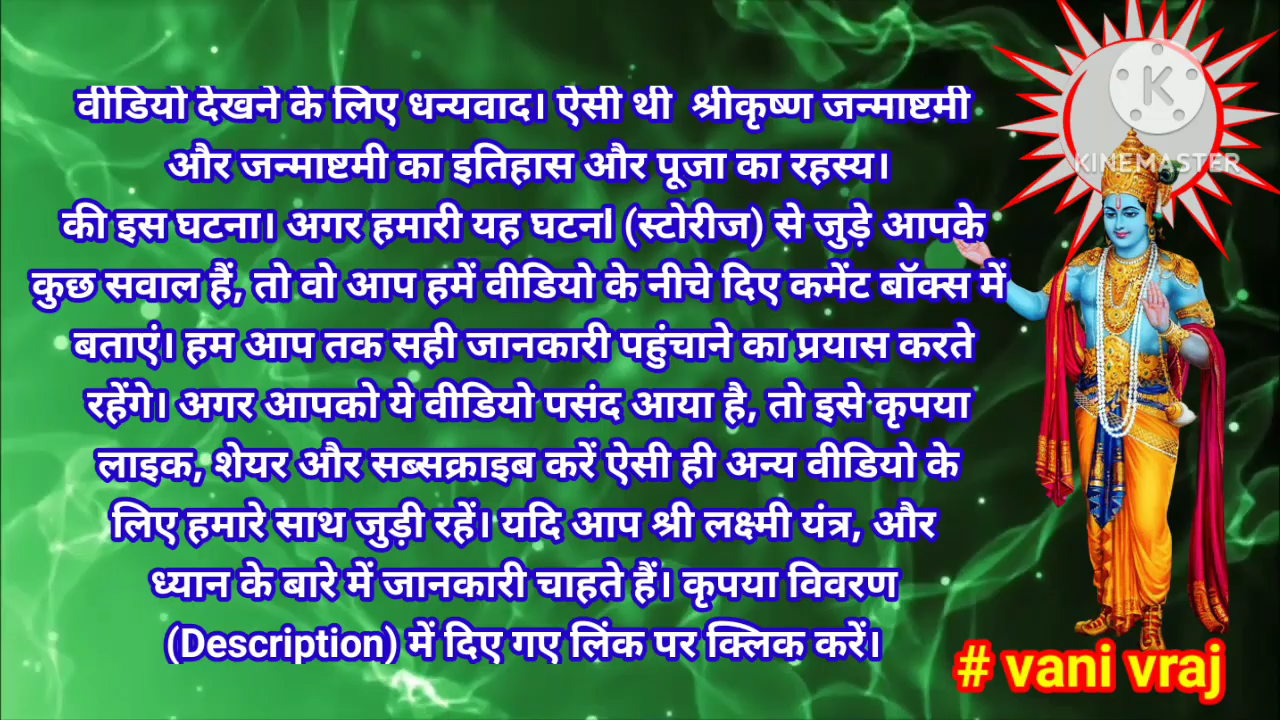 वीडियो देखने के लिए धन्यवाद। ऐसी थी श्रीकृष्ण जन्माष्टमी
और जन्माष्टमी का इतिहास और पूजा का रहस्य।
की इस घटना। अगर हमारी यह घटनl (स्टोरीज) से जुड़े आपके
कुछ सवाल हैं, तो वो आप हमें वीडियो के नीचे दिए कमेंट बॉक्स में
बताएं। हम आप तक सही जानकारी पहुंचाने का प्रयास करते
रहेंगे। अगर आपको ये वीडियो पसंद आया है, तो इसे कृपया
लाइक, शेयर और सब्सक्राइब करें ऐसी ही अन्य वीडियो के
लिए हमारे साथ जुड़ी रहें। यदि आप श्री लक्ष्मी यंत्र, और
ध्यान के बारे में जानकारी चाहते हैं। कृपया विवरण
(Description) में दिए गए लिंक पर क्लिक करें।
K
KINEMASTER
# vani vraj